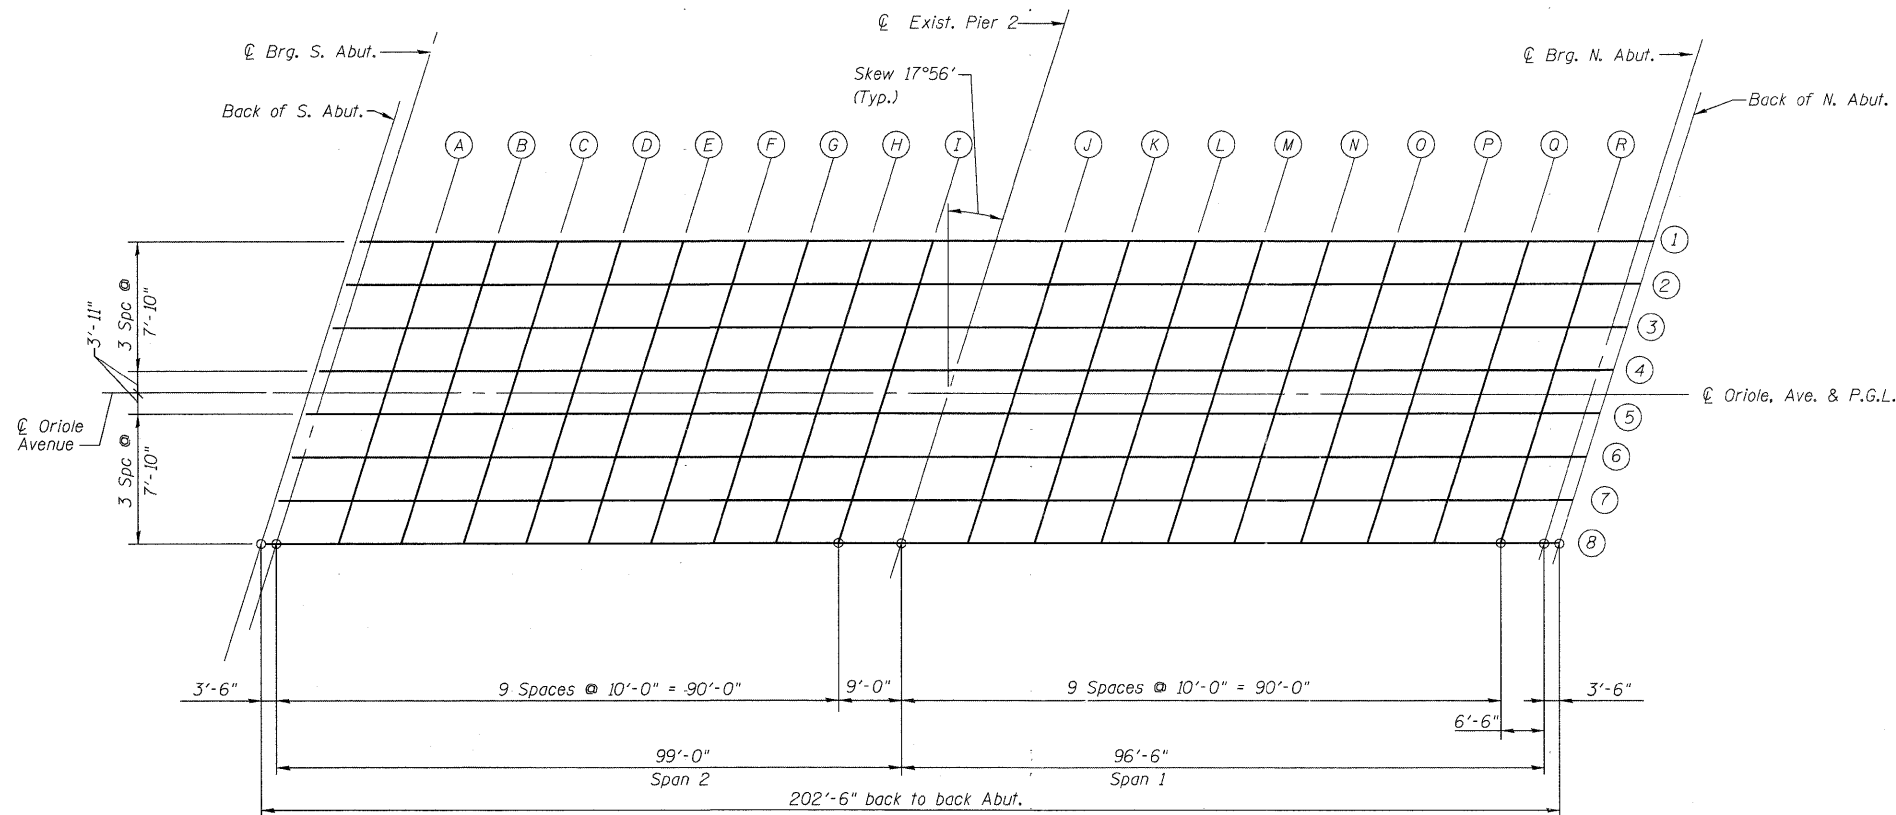 ℄ Exist. Pier 2
℄ Brg. S. Abut.
℄ Brg. N. Abut.
Skew 17°56'
(Typ.)
Back of S. Abut.
Back of N. Abut.
A B C D E F G H I J K L M N O P Q R
1
2
3
4
5
6
7
8
3 Spc @
7'-10"
3'-11"
3 Spc @
7'-10"
℄ Oriole
Avenue
℄ Oriole, Ave. & P.G.L.
3'-6"
9 Spaces @ 10'-0" = 90'-0"
9'-0"
9 Spaces @ 10'-0" = 90'-0"
3'-6"
6'-6"
99'-0"
Span 2
96'-6"
Span 1
202'-6" back to back Abut.